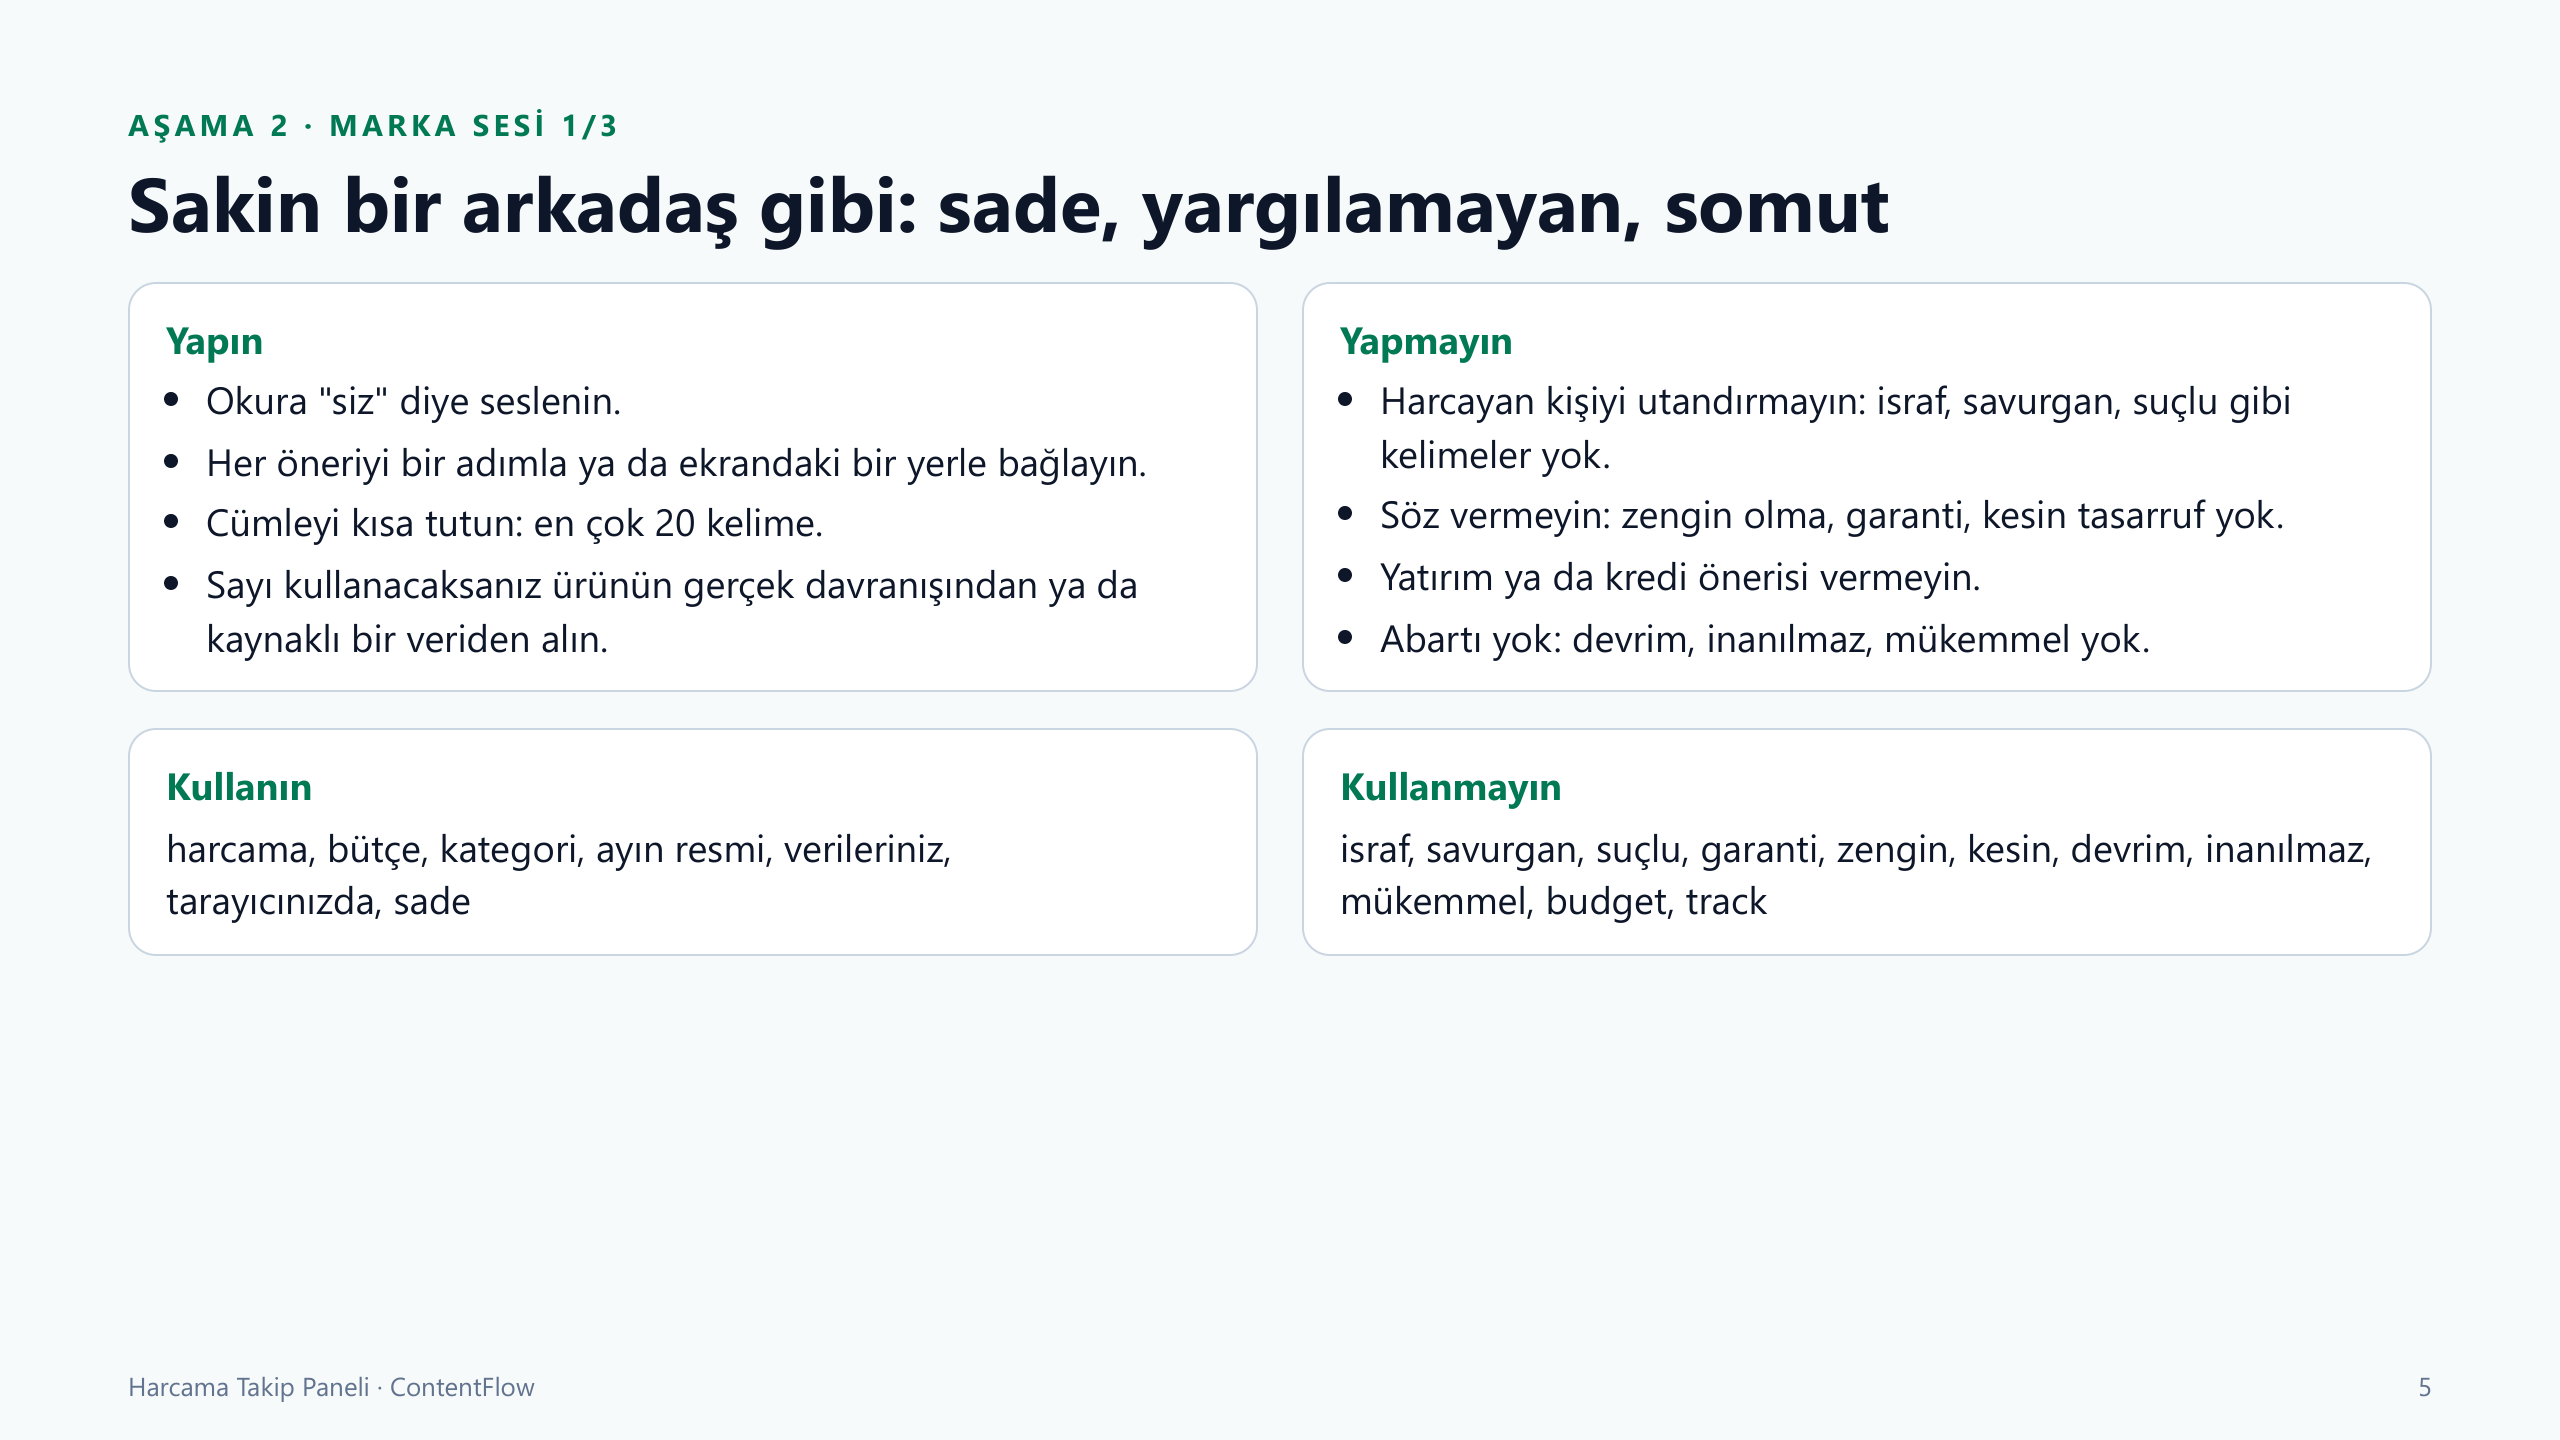 AŞAMA 2 · MARKA SESİ 1/3
Sakin bir arkadaş gibi: sade, yargılamayan, somut
Yapın
• Okura "siz" diye seslenin.
• Her öneriyi bir adımla ya da ekrandaki bir yerle bağlayın.
• Cümleyi kısa tutun: en çok 20 kelime.
• Sayı kullanacaksanız ürünün gerçek davranışından ya da
kaynaklı bir veriden alın.
Yapmayın
• Harcayan kişiyi utandırmayın: israf, savurgan, suçlu gibi
kelimeler yok.
• Söz vermeyin: zengin olma, garanti, kesin tasarruf yok.
• Yatırım ya da kredi önerisi vermeyin.
• Abartı yok: devrim, inanılmaz, mükemmel yok.
Kullanın
harcama, bütçe, kategori, ayın resmi, verileriniz,
tarayıcınızda, sade
Kullanmayın
israf, savurgan, suçlu, garanti, zengin, kesin, devrim, inanılmaz,
mükemmel, budget, track
Harcama Takip Paneli · ContentFlow
5